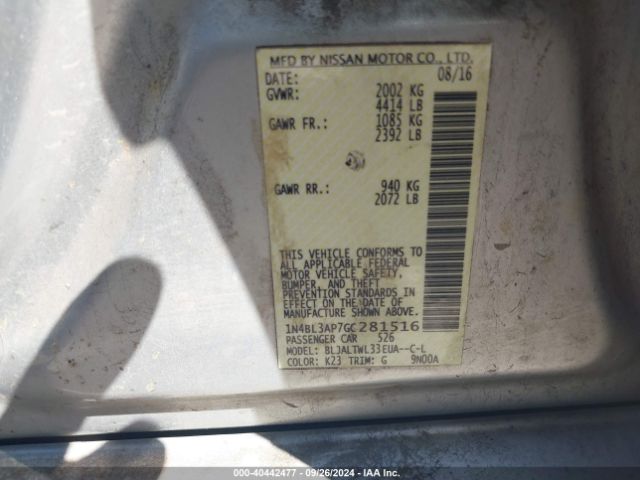 MFD BY NISSAN MOTOR CO., LTD.
DATE: 08/16
GVWR: 2002 KG
4414 LB
GAWR FR.: 1085 KG
2392 LB
GAWR RR.: 940 KG
2072 LB
THIS VEHICLE CONFORMS TO
ALL APPLICABLE FEDERAL
MOTOR VEHICLE SAFETY,
BUMPER, AND THEFT
PREVENTION STANDARDS IN
EFFECT ON THE DATE OF
MANUFACTURE SHOWN ABOVE.
1N4BL3AP7GC281516
PASSENGER CAR 526
MODEL: BLJALTWL33EUA--C-L
COLOR: K23 TRIM: G 9N00A
000-40442477 - 09/26/2024 - IAA Inc.